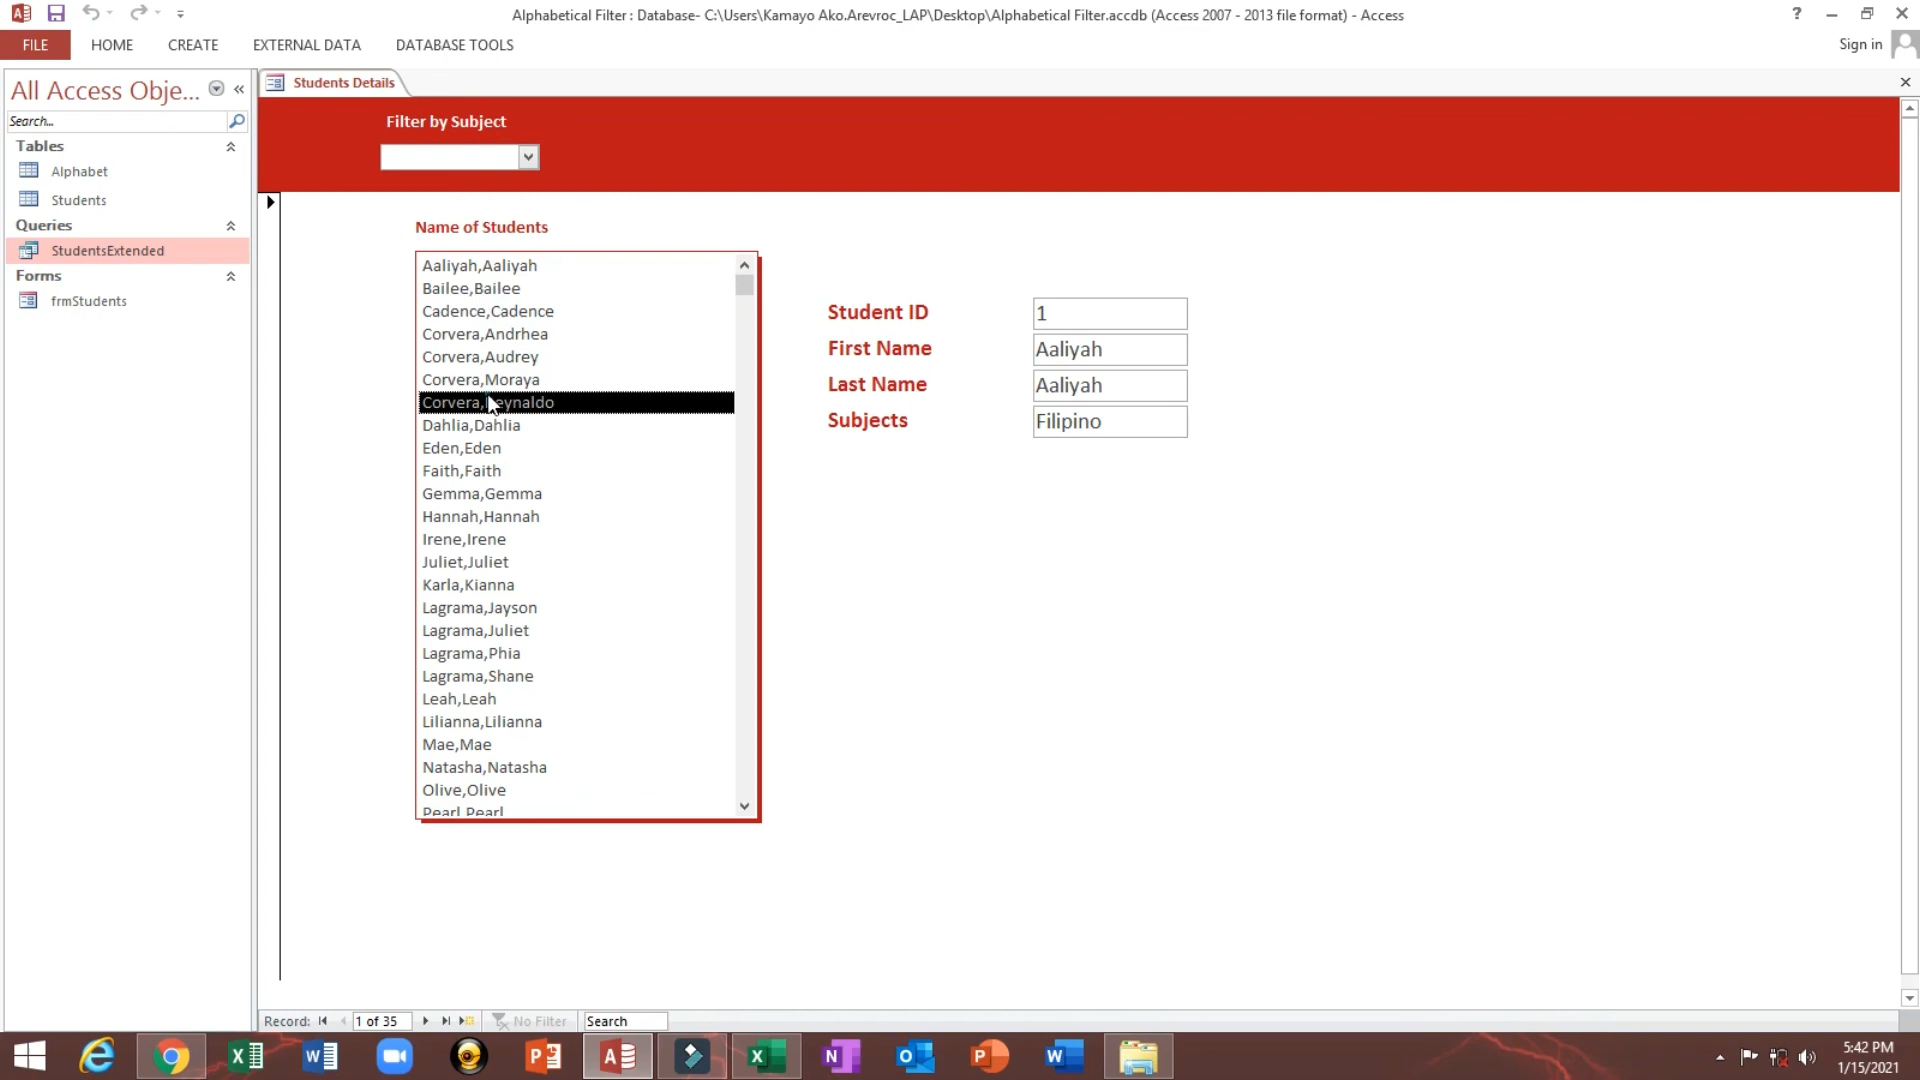 Alphabetical Filter : Database- C:\Users\Kamayo Ako.Arevroc_LAP\Desktop\Alphabetical Filter.accdb (Access 2007 - 2013 file format) - Access
?
FILE
HOME
CREATE
EXTERNAL DATA
DATABASE TOOLS
Sign in
All Access Obje...
Search...
Tables
Alphabet
Students
Queries
StudentsExtended
Forms
frmStudents
Students Details
Filter by Subject
Name of Students
Aaliyah,Aaliyah
Bailee,Bailee
Cadence,Cadence
Corvera,Andrhea
Corvera,Audrey
Corvera,Moraya
Corvera,Reynaldo
Dahlia,Dahlia
Eden,Eden
Faith,Faith
Gemma,Gemma
Hannah,Hannah
Irene,Irene
Juliet,Juliet
Karla,Kianna
Lagrama,Jayson
Lagrama,Juliet
Lagrama,Phia
Lagrama,Shane
Leah,Leah
Lilianna,Lilianna
Mae,Mae
Natasha,Natasha
Olive,Olive
Pearl,Pearl
Student ID 1
First Name Aaliyah
Last Name Aaliyah
Subjects Filipino
Record: 1 of 35 No Filter Search
5:42 PM
1/15/2021